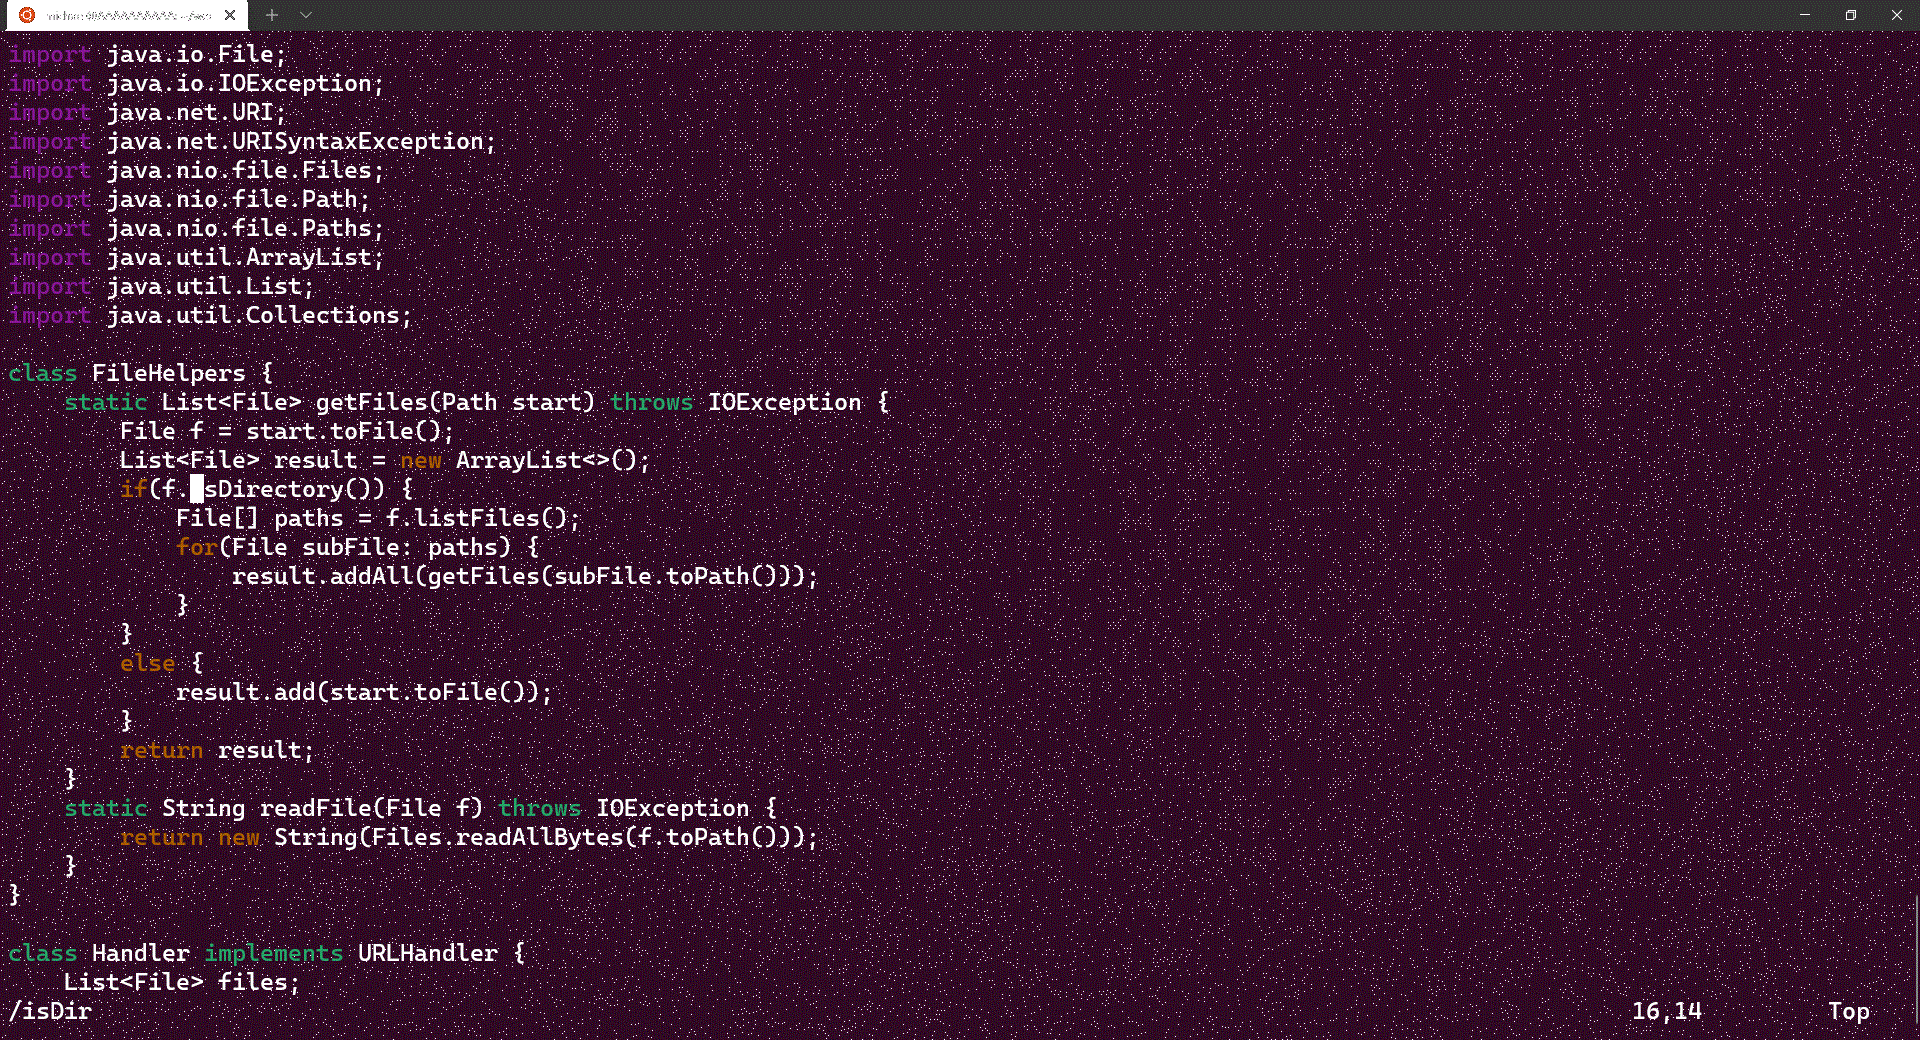 import java.io.File;
import java.io.IOException;
import java.net.URI;
import java.net.URISyntaxException;
import java.nio.file.Files;
import java.nio.file.Path;
import java.nio.file.Paths;
import java.util.ArrayList;
import java.util.List;
import java.util.Collections;
class FileHelpers {
    static List<File> getFiles(Path start) throws IOException {
        File f = start.toFile();
        List<File> result = new ArrayList<>();
        if(f.isDirectory()) {
            File[] paths = f.listFiles();
            for(File subFile: paths) {
                result.addAll(getFiles(subFile.toPath()));
            }
        }
        else {
            result.add(start.toFile());
        }
        return result;
    }
    static String readFile(File f) throws IOException {
        return new String(Files.readAllBytes(f.toPath()));
    }
}
class Handler implements URLHandler {
    List<File> files;
/isDir 16,14 Top